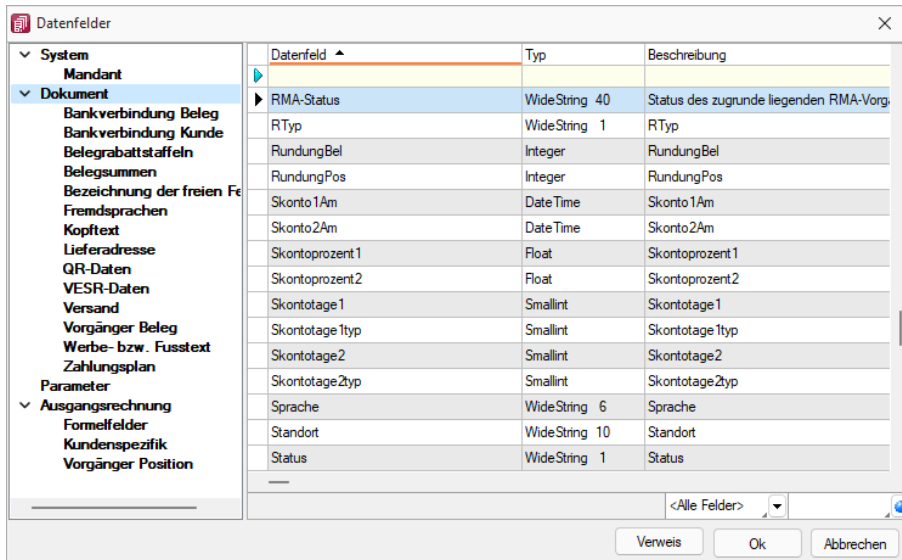 Datenfelder
System
Mandant
Dokument
Bankverbindung Beleg
Bankverbindung Kunde
Belegrabattstaffeln
Belegsummen
Bezeichnung der freien Fe
Fremdsprachen
Kopftext
Lieferadresse
QR-Daten
VESR-Daten
Versand
Vorgänger Beleg
Werbe- bzw. Fusstext
Zahlungsplan
Parameter
Ausgangsrechnung
Formelfelder
Kundenspezifik
Vorgänger Position
Datenfeld Typ Beschreibung
RMA-Status WideString 40 Status des zugrunde liegenden RMA-Vorg
RTyp WideString 1 RTyp
RundungBel Integer RundungBel
RundungPos Integer RundungPos
Skonto1Am DateTime Skonto1Am
Skonto2Am DateTime Skonto2Am
Skontoprozent1 Float Skontoprozent1
Skontoprozent2 Float Skontoprozent2
Skontotage1 Smallint Skontotage1
Skontotage1typ Smallint Skontotage1typ
Skontotage2 Smallint Skontotage2
Skontotage2typ Smallint Skontotage2typ
Sprache WideString 6 Sprache
Standort WideString 10 Standort
Status WideString 1 Status
<Alle Felder>
Verweis Ok Abbrechen